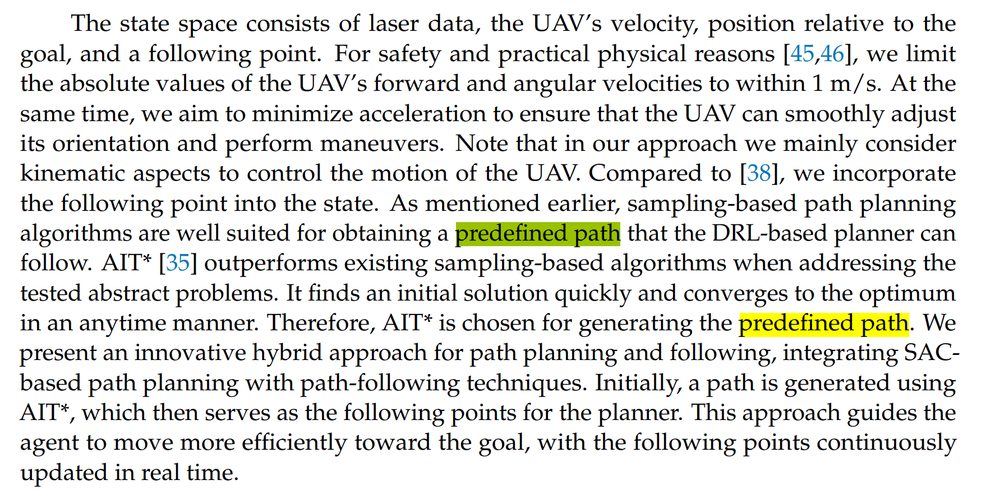 The state space consists of laser data, the UAV’s velocity, position relative to the
goal, and a following point. For safety and practical physical reasons [45,46], we limit
the absolute values of the UAV’s forward and angular velocities to within 1 m/s. At the
same time, we aim to minimize acceleration to ensure that the UAV can smoothly adjust
its orientation and perform maneuvers. Note that in our approach we mainly consider
kinematic aspects to control the motion of the UAV. Compared to [38], we incorporate
the following point into the state. As mentioned earlier, sampling-based path planning
algorithms are well suited for obtaining a predefined path that the DRL-based planner can
follow. AIT* [35] outperforms existing sampling-based algorithms when addressing the
tested abstract problems. It finds an initial solution quickly and converges to the optimum
in an anytime manner. Therefore, AIT* is chosen for generating the predefined path. We
present an innovative hybrid approach for path planning and following, integrating SAC-
based path planning with path-following techniques. Initially, a path is generated using
AIT*, which then serves as the following points for the planner. This approach guides the
agent to move more efficiently toward the goal, with the following points continuously
updated in real time.